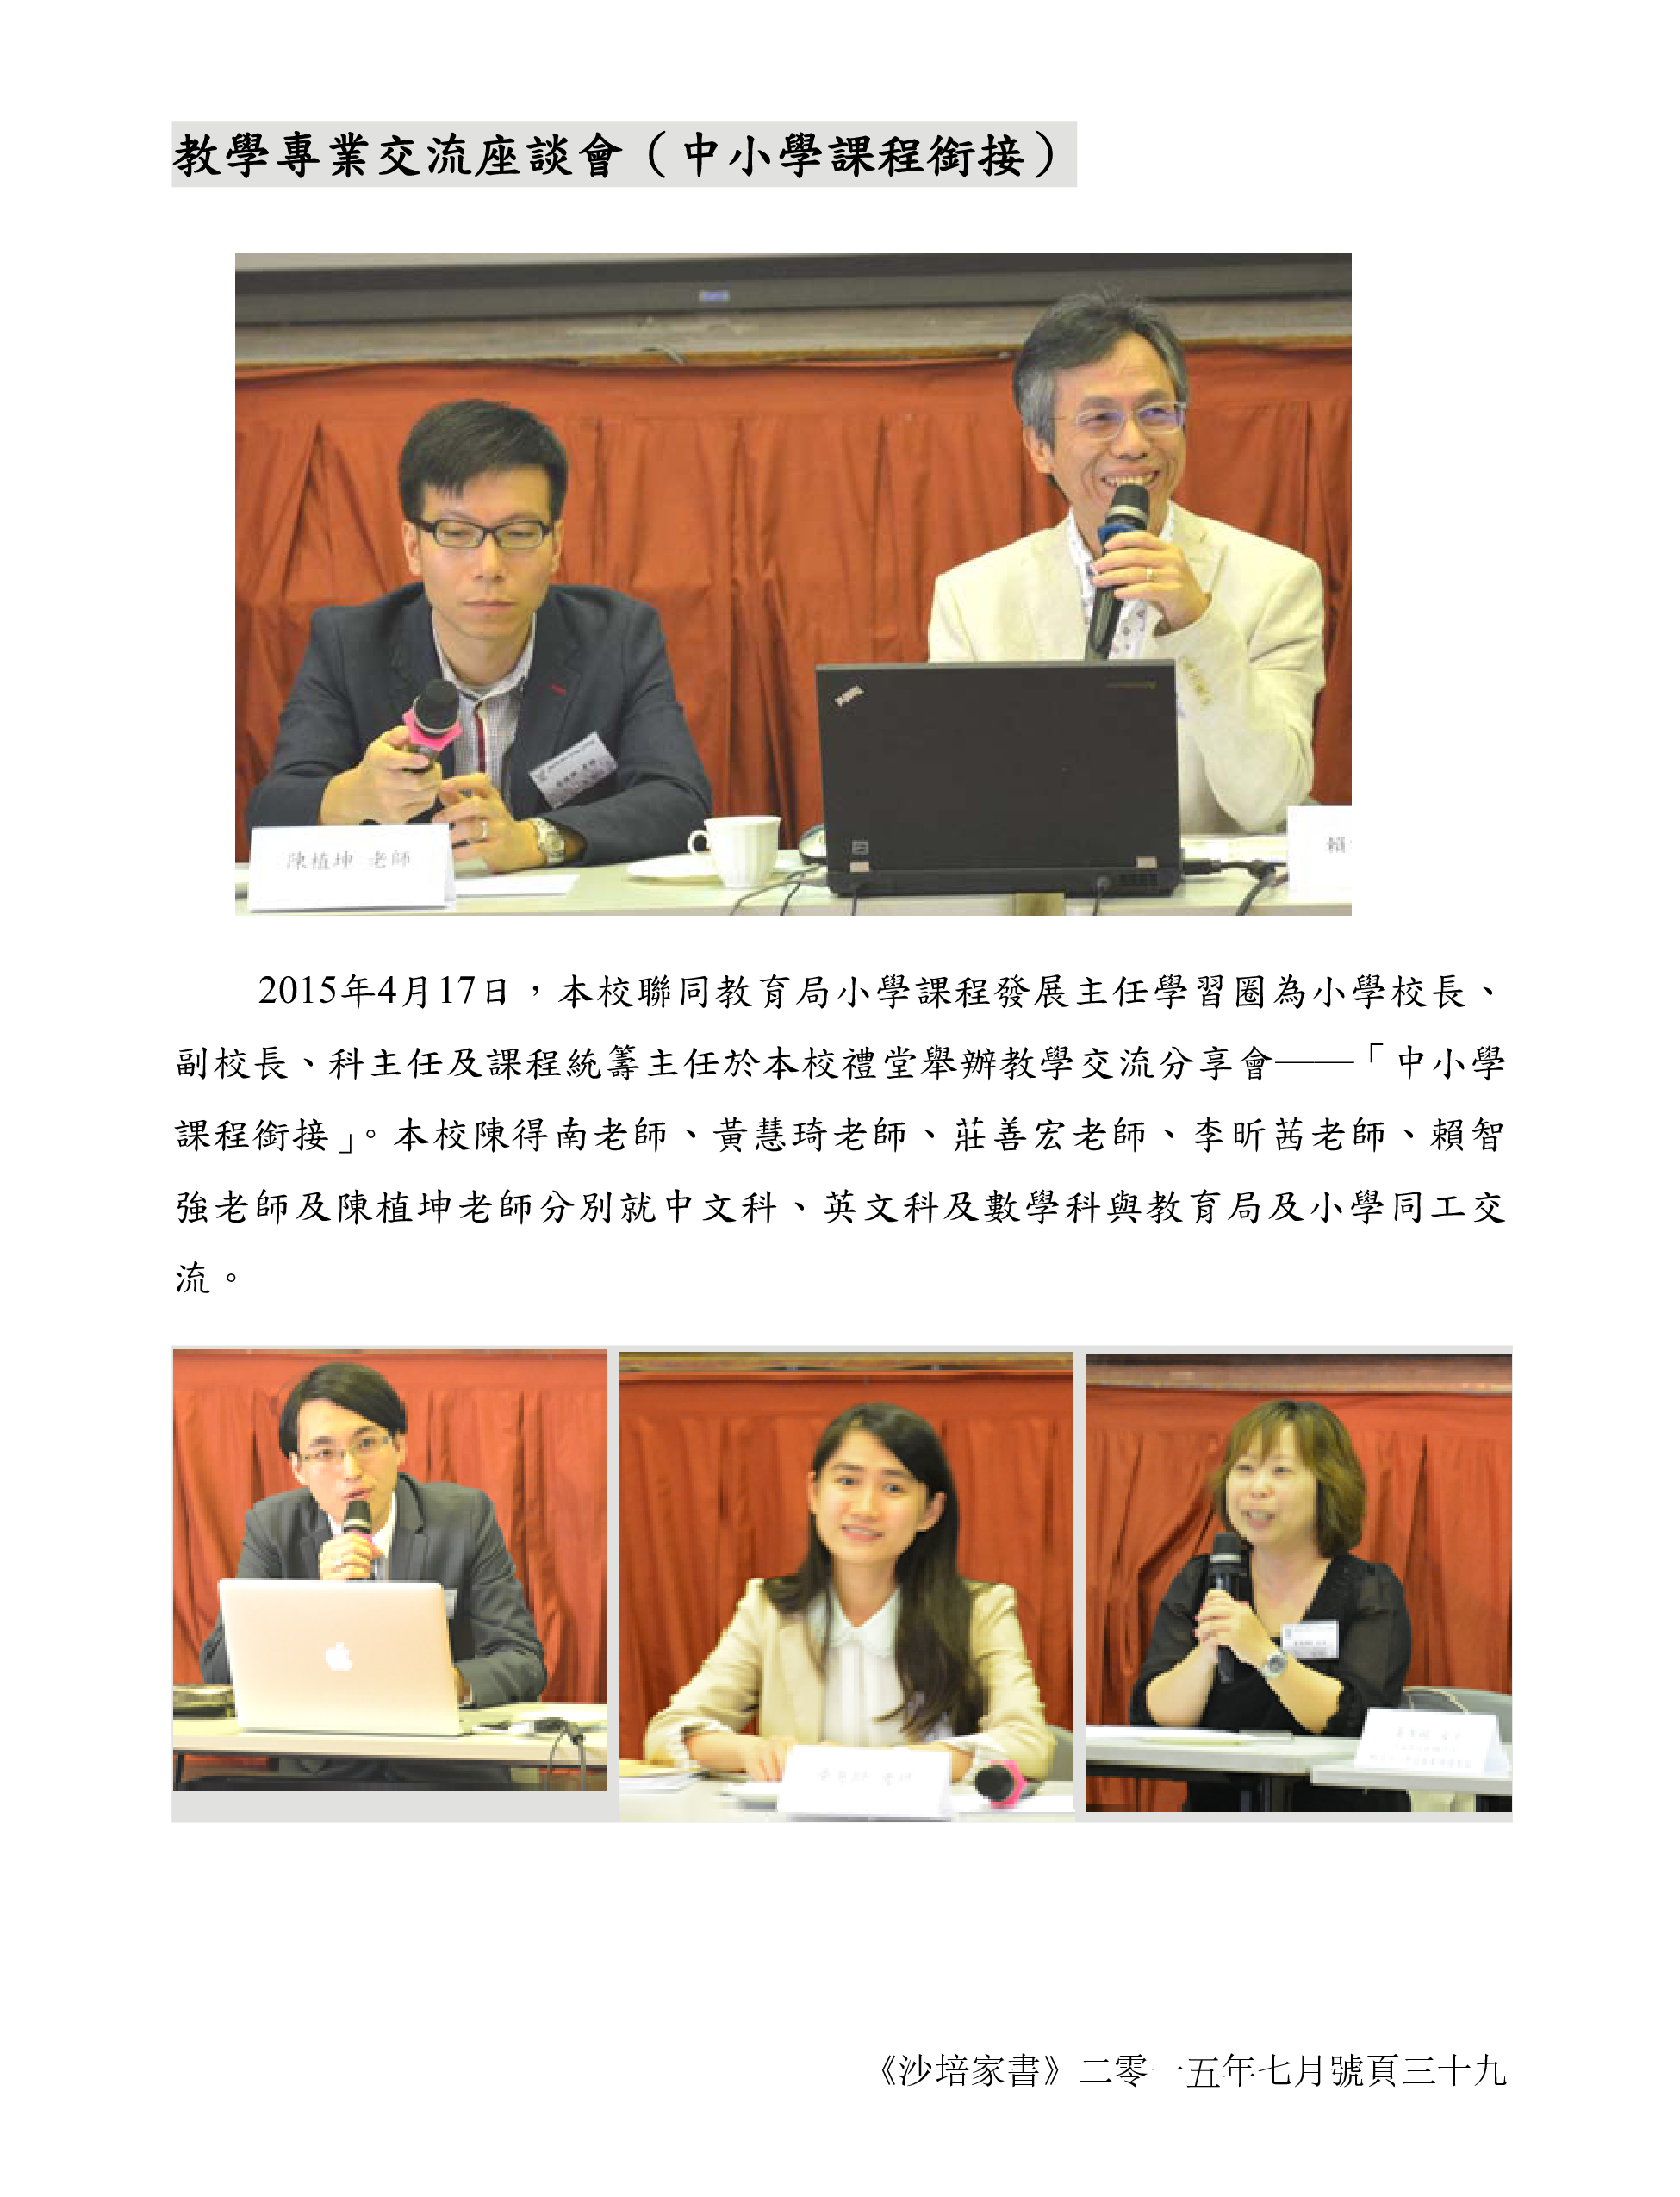 教學專業交流座談會（中小學課程銜接）
陳植坤 老師
賴
2015年4月17日，本校聯同教育局小學課程發展主任學習圈為小學校長、
副校長、科主任及課程統籌主任於本校禮堂舉辦教學交流分享會——「中小學
課程銜接」。本校陳得南老師、黃慧琦老師、莊善宏老師、李昕茜老師、賴智
強老師及陳植坤老師分別就中文科、英文科及數學科與教育局及小學同工交
流。
《沙培家書》二零一五年七月號頁三十九